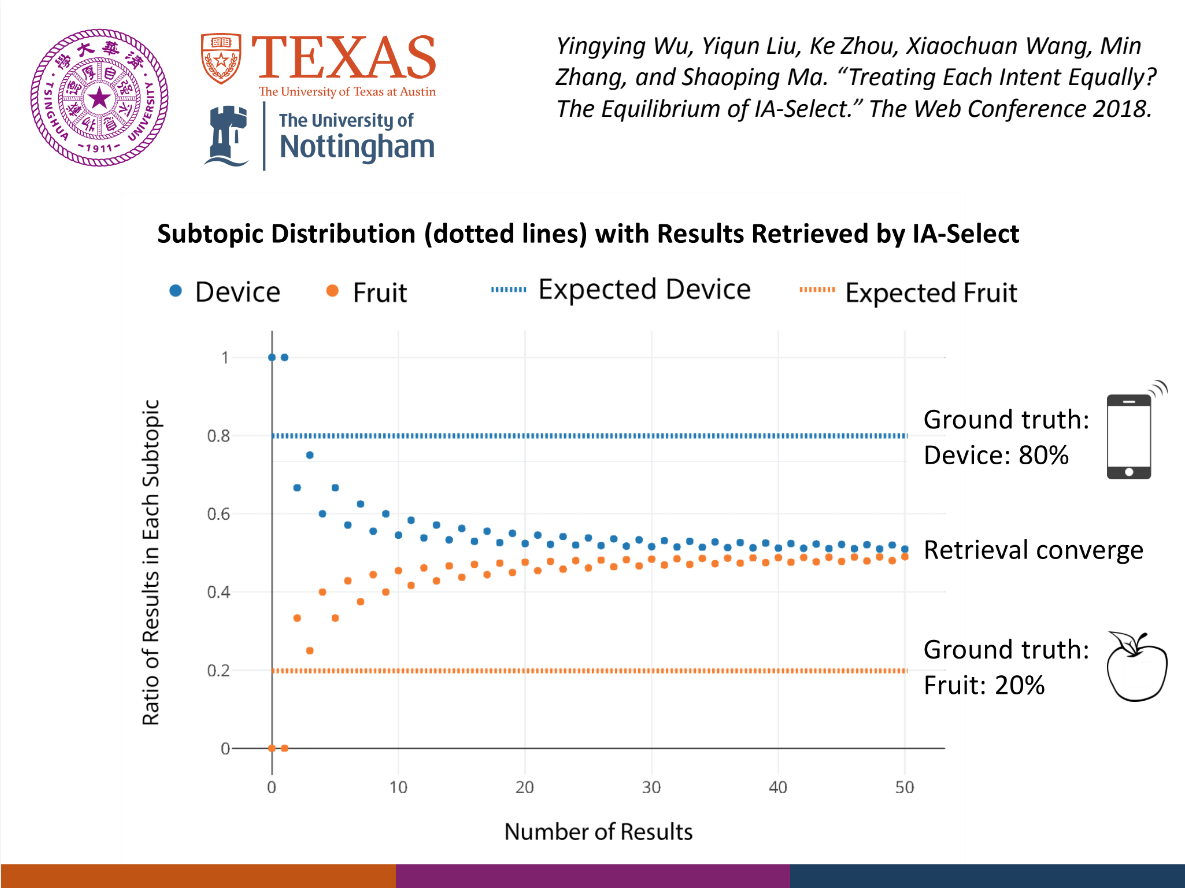 學大華清
TSINGHUA UNIVERSITY
–1911–
TEXAS
The University of Texas at Austin
The University of
Nottingham
Yingying Wu, Yiqun Liu, Ke Zhou, Xiaochuan Wang, Min
Zhang, and Shaoping Ma. “Treating Each Intent Equally?
The Equilibrium of IA-Select.” The Web Conference 2018.
Subtopic Distribution (dotted lines) with Results Retrieved by IA-Select
Device Fruit Expected Device Expected Fruit
Ratio of Results in Each Subtopic
1
0.8
0.6
0.4
0.2
0
0 10 20 30 40 50
Number of Results
Ground truth:
Device: 80%
Retrieval converge
Ground truth:
Fruit: 20%